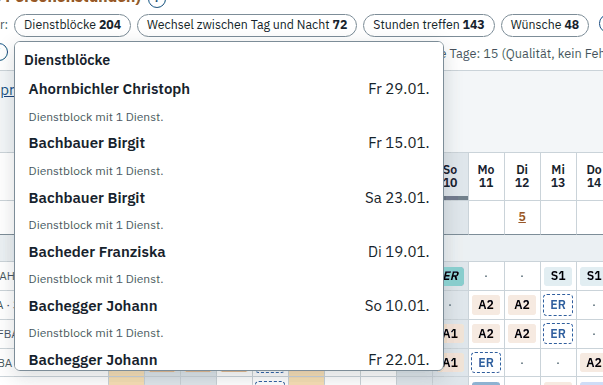 Dienstblöcke 204 Wechsel zwischen Tag und Nacht 72 Stunden treffen 143 Wünsche 48
Tage: 15 (Qualität, kein Feh
Dienstblöcke
Ahornbichler Christoph Fr 29.01.
Dienstblock mit 1 Dienst.
Bachbauer Birgit Fr 15.01.
Dienstblock mit 1 Dienst.
Bachbauer Birgit Sa 23.01.
Dienstblock mit 1 Dienst.
Bacheder Franziska Di 19.01.
Dienstblock mit 1 Dienst.
Bachegger Johann So 10.01.
Dienstblock mit 1 Dienst.
Bachegger Johann Fr 22.01.
So Mo Di Mi Do
10 11 12 13 14
5
ER · · S1 S1
· A2 A2 ER
A1 A2 A2 ER
A1 ER · · A2